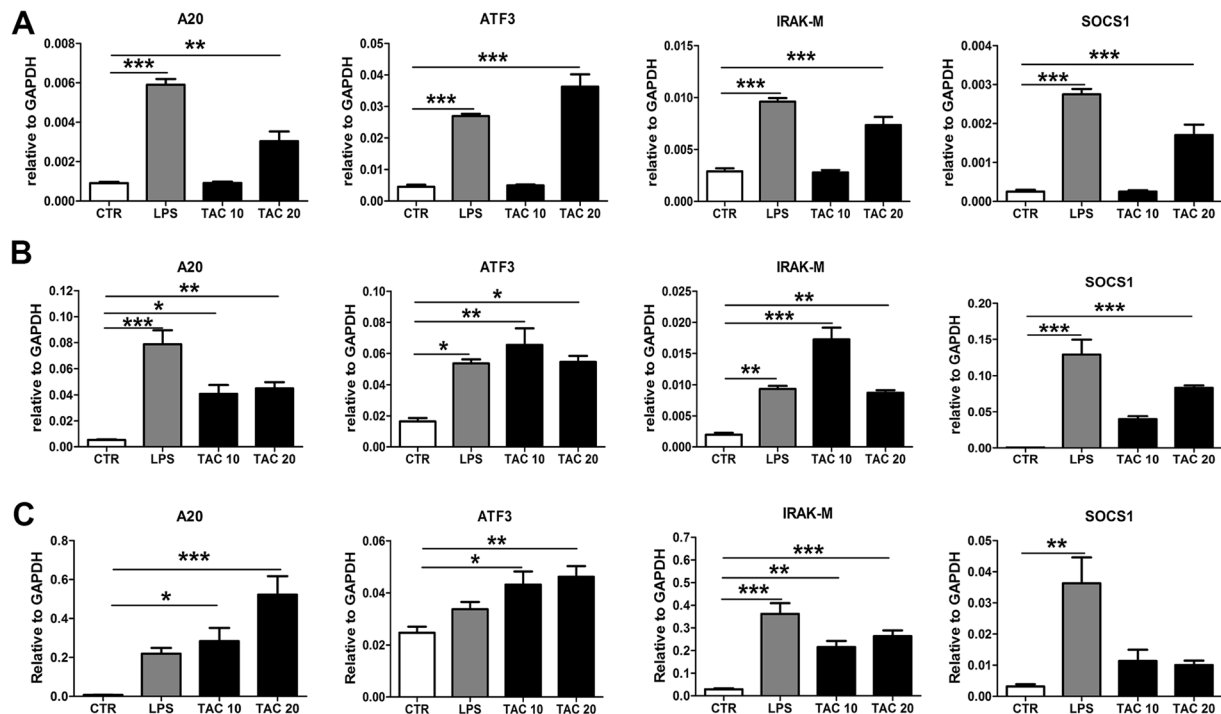 A
A20
relative to GAPDH
0.008
0.006
0.004
0.002
0.000
***
**
CTR LPS TAC 10 TAC 20
ATF3
relative to GAPDH
0.05
0.04
0.03
0.02
0.01
0.00
***
***
CTR LPS TAC 10 TAC 20
IRAK-M
relative to GAPDH
0.015
0.010
0.005
0.000
***
***
CTR LPS TAC 10 TAC 20
SOCS1
relative to GAPDH
0.004
0.003
0.002
0.001
0.000
***
***
CTR LPS TAC 10 TAC 20
B
A20
relative to GAPDH
0.12
0.10
0.08
0.06
0.04
0.02
0.00
**
*
***
CTR LPS TAC 10 TAC 20
ATF3
relative to GAPDH
0.10
0.08
0.06
0.04
0.02
0.00
*
**
*
CTR LPS TAC 10 TAC 20
IRAK-M
relative to GAPDH
0.025
0.020
0.015
0.010
0.005
0.000
**
***
**
CTR LPS TAC 10 TAC 20
SOCS1
relative to GAPDH
0.20
0.15
0.10
0.05
0.00
***
***
CTR LPS TAC 10 TAC 20
C
A20
Relative to GAPDH
0.8
0.6
0.4
0.2
0.0
***
*
CTR LPS TAC 10 TAC 20
ATF3
Relative to GAPDH
0.06
0.04
0.02
0.00
**
*
CTR LPS TAC 10 TAC 20
IRAK-M
Relative to GAPDH
0.7
0.6
0.5
0.4
0.3
0.2
0.1
0.0
***
**
***
CTR LPS TAC 10 TAC 20
SOCS1
Relative to GAPDH
0.05
0.04
0.03
0.02
0.01
0.00
**
CTR LPS TAC 10 TAC 20